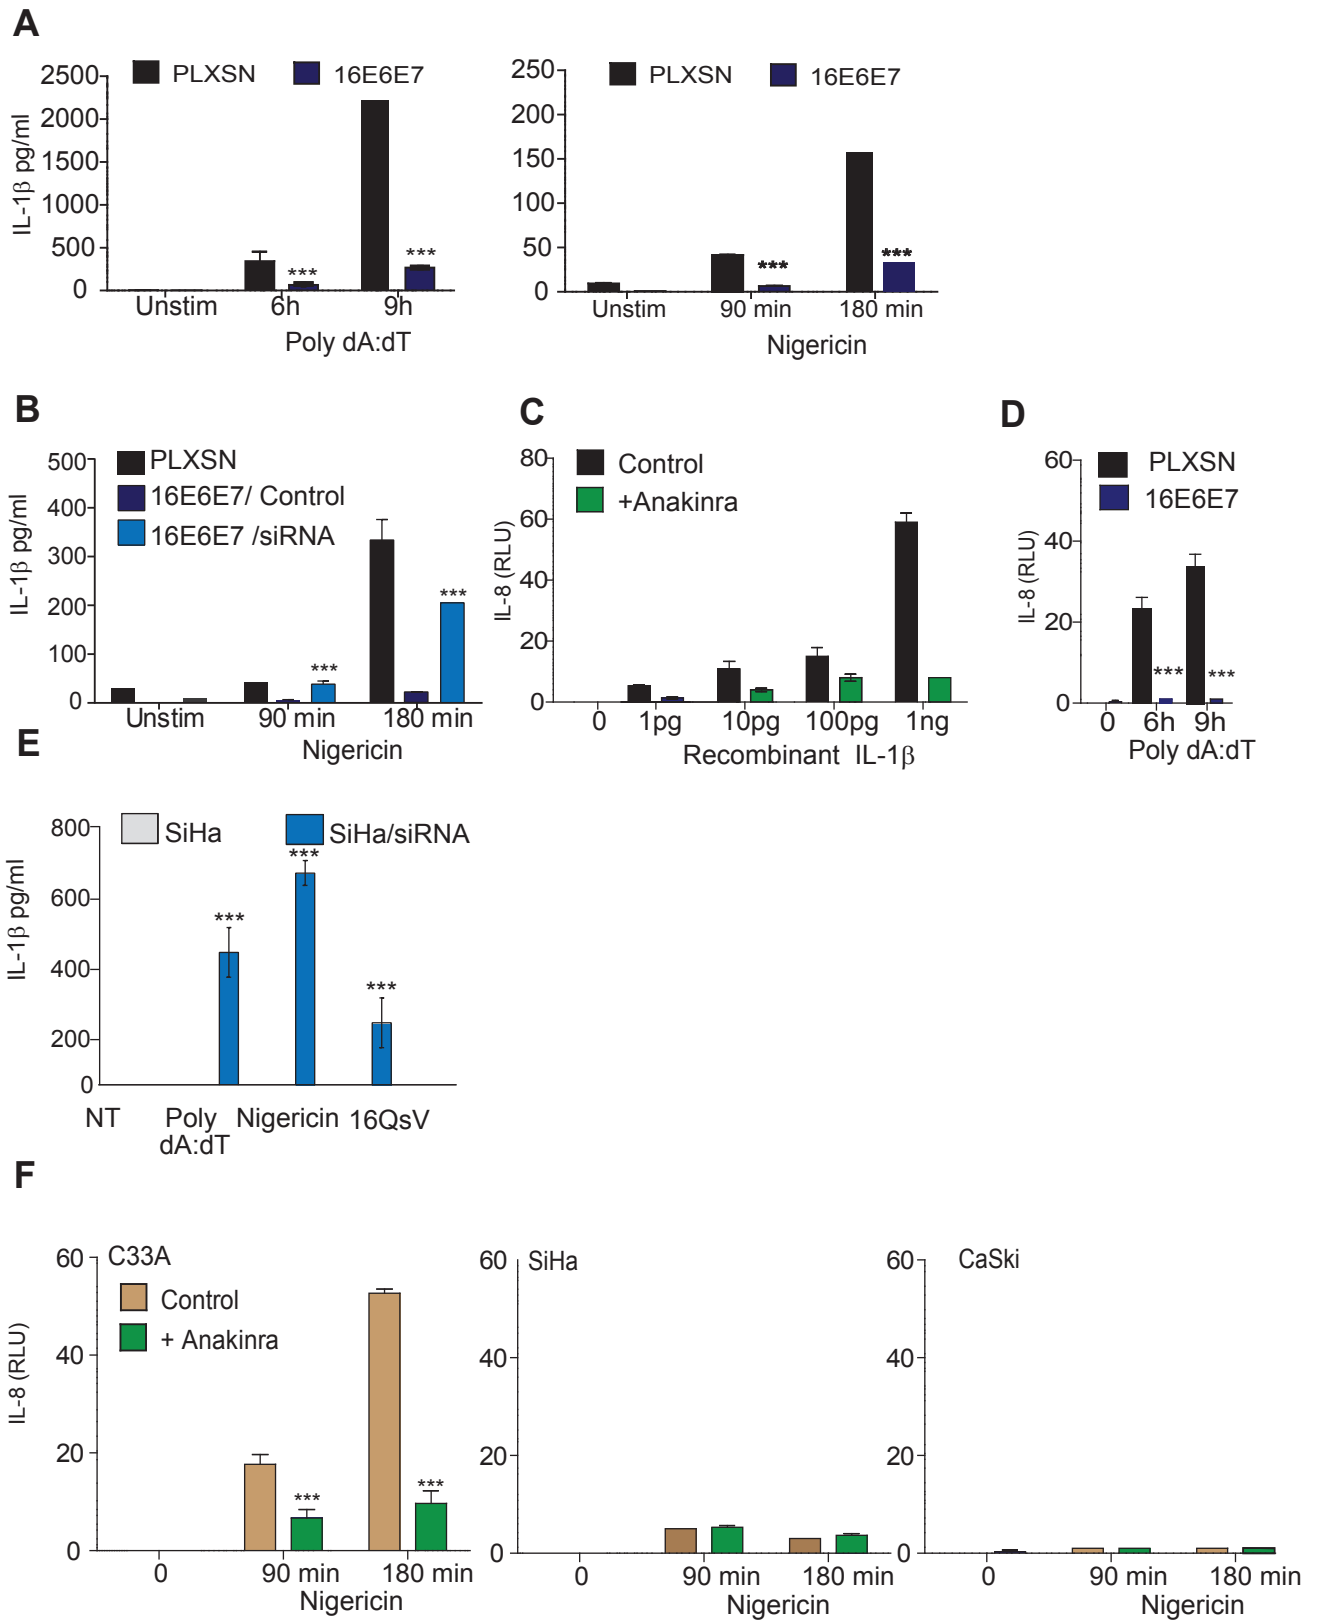 A
IL-1β pg/ml
2500
2000
1500
1000
500
0
PLXSN
16E6E7
***
***
Unstim
6h
9h
Poly dA:dT
250
200
150
100
50
0
PLXSN
16E6E7
***
***
Unstim
90 min
180 min
Nigericin
B
IL-1β pg/ml
500
400
300
200
100
0
PLXSN
16E6E7/ Control
16E6E7 /siRNA
***
***
Unstim
90 min
180 min
Nigericin
C
IL-8 (RLU)
80
60
40
20
0
Control
+Anakinra
0
1pg
10pg
100pg
1ng
Recombinant IL-1β
D
IL-8 (RLU)
60
40
20
0
PLXSN
16E6E7
***
***
0
6h
9h
Poly dA:dT
E
IL-1β pg/ml
800
600
400
200
0
SiHa
SiHa/siRNA
***
***
***
NT
Poly
dA:dT
Nigericin
16QsV
F
IL-8 (RLU)
60
40
20
0
C33A
Control
+ Anakinra
***
***
0
90 min
180 min
Nigericin
60
40
20
0
SiHa
0
90 min
180 min
Nigericin
60
40
20
0
CaSki
0
90 min
180 min
Nigericin